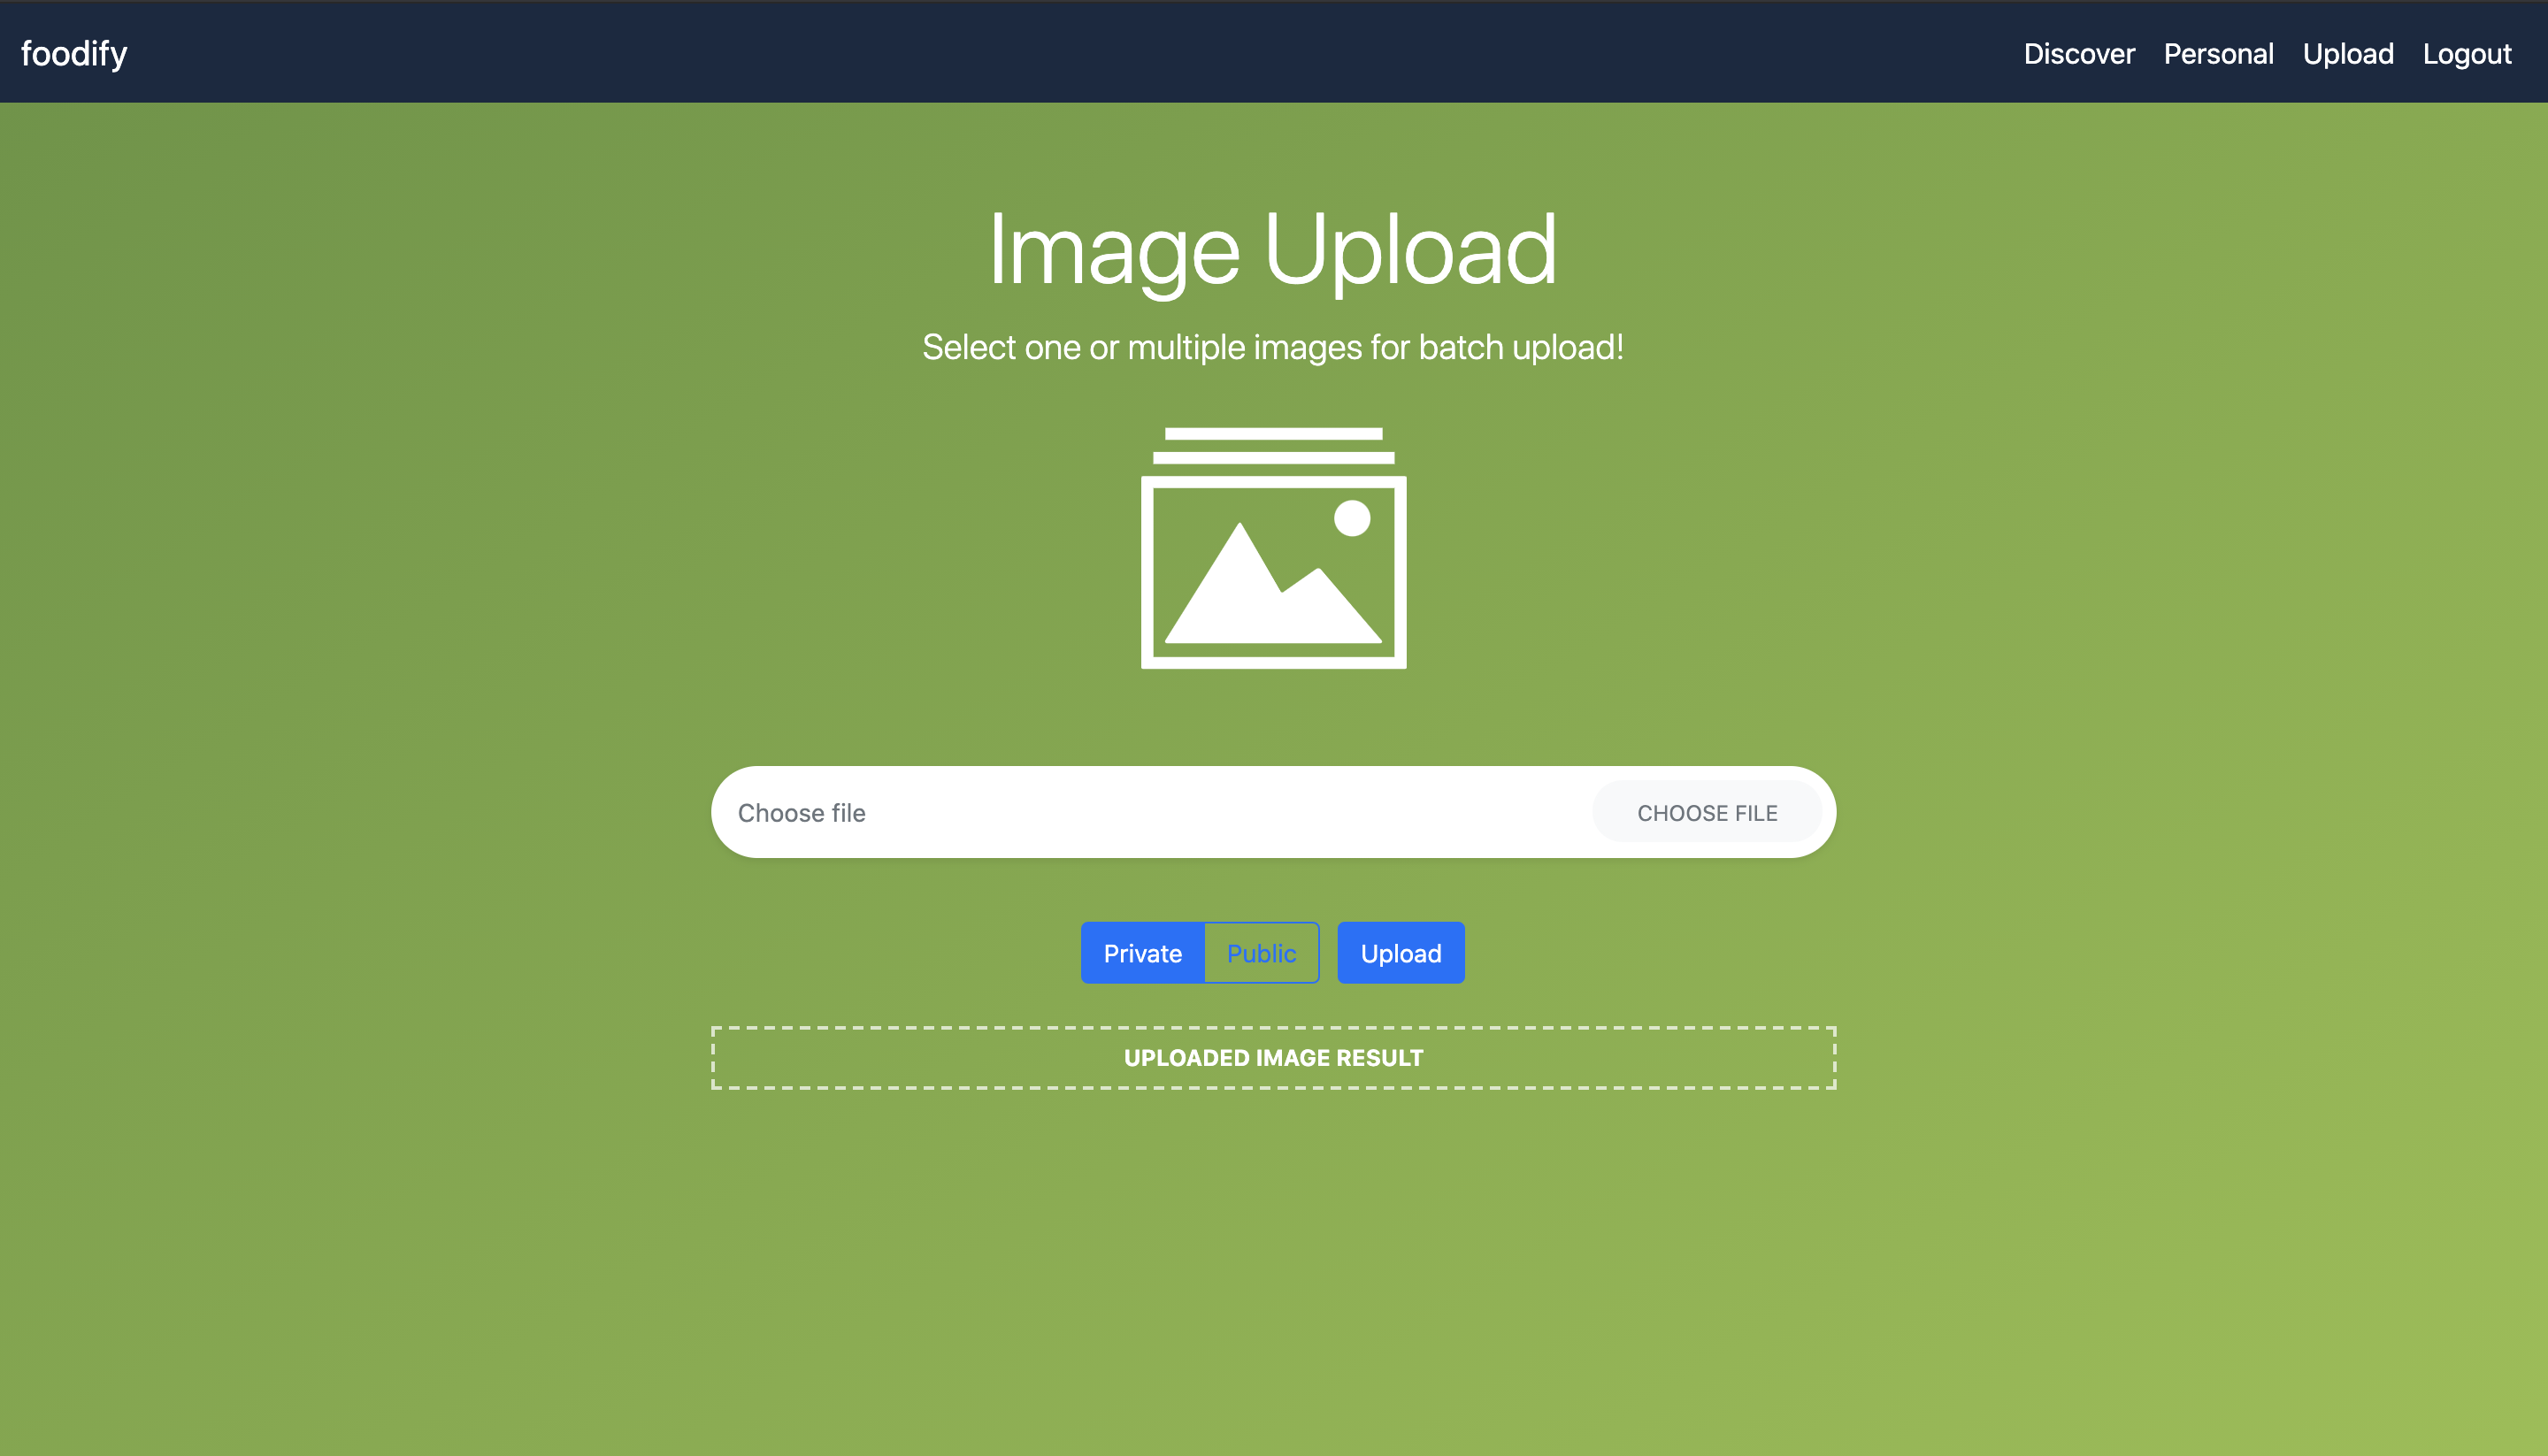 foodify
Discover Personal Upload Logout
Image Upload
Select one or multiple images for batch upload!
Choose file CHOOSE FILE
Private Public Upload
UPLOADED IMAGE RESULT